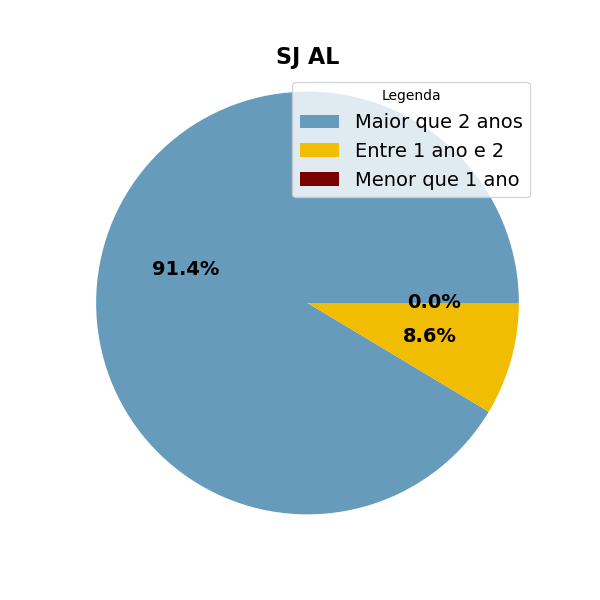 SJ AL
Legenda
Maior que 2 anos
Entre 1 ano e 2
Menor que 1 ano
91.4%
0.0%
8.6%